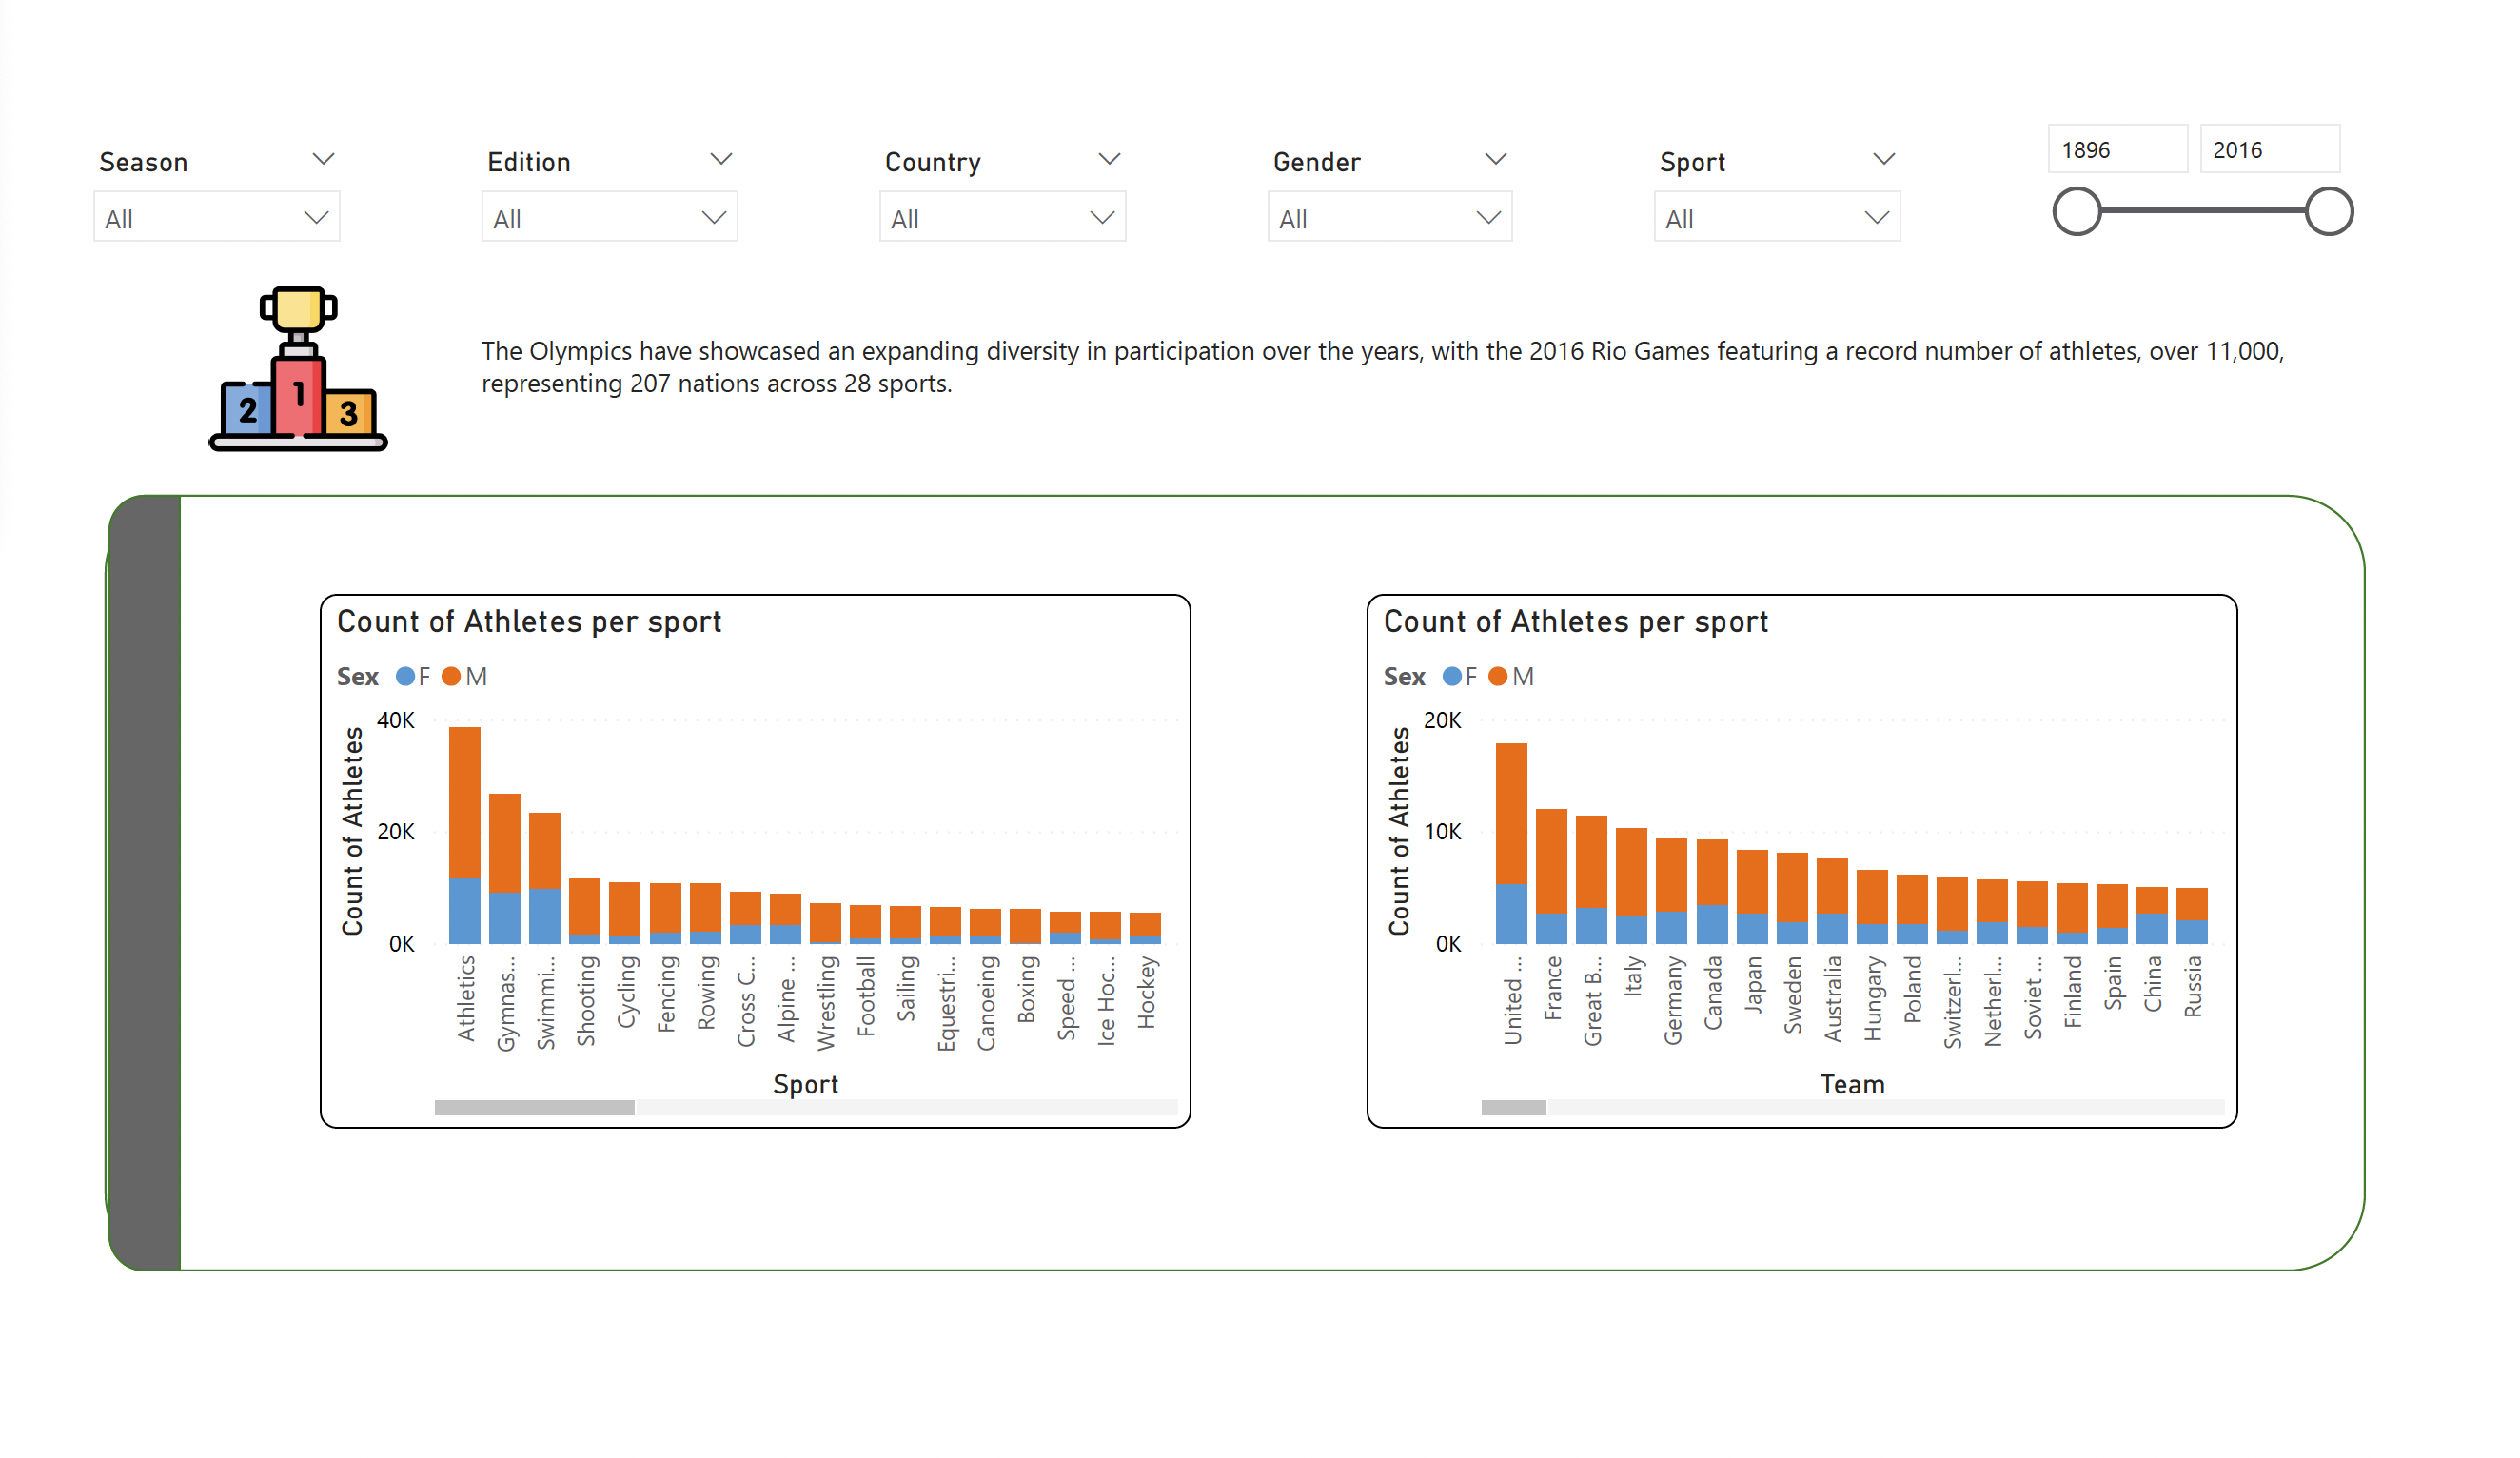 Season
Edition
Country
Gender
Sport
1896
2016
All
All
All
All
All
1
2
3
The Olympics have showcased an expanding diversity in participation over the years, with the 2016 Rio Games featuring a record number of athletes, over 11,000,
representing 207 nations across 28 sports.
Count of Athletes per sport
Sex F M
Count of Athletes
40K
20K
0K
Athletics
Gymnas...
Swimmi...
Shooting
Cycling
Fencing
Rowing
Cross C...
Alpine ...
Wrestling
Football
Sailing
Equestri...
Canoeing
Boxing
Speed ...
Ice Hoc...
Hockey
Sport
Count of Athletes per sport
Sex F M
Count of Athletes
20K
10K
0K
United ...
France
Great B...
Italy
Germany
Canada
Japan
Sweden
Australia
Hungary
Poland
Switzerl...
Netherl...
Soviet ...
Finland
Spain
China
Russia
Team